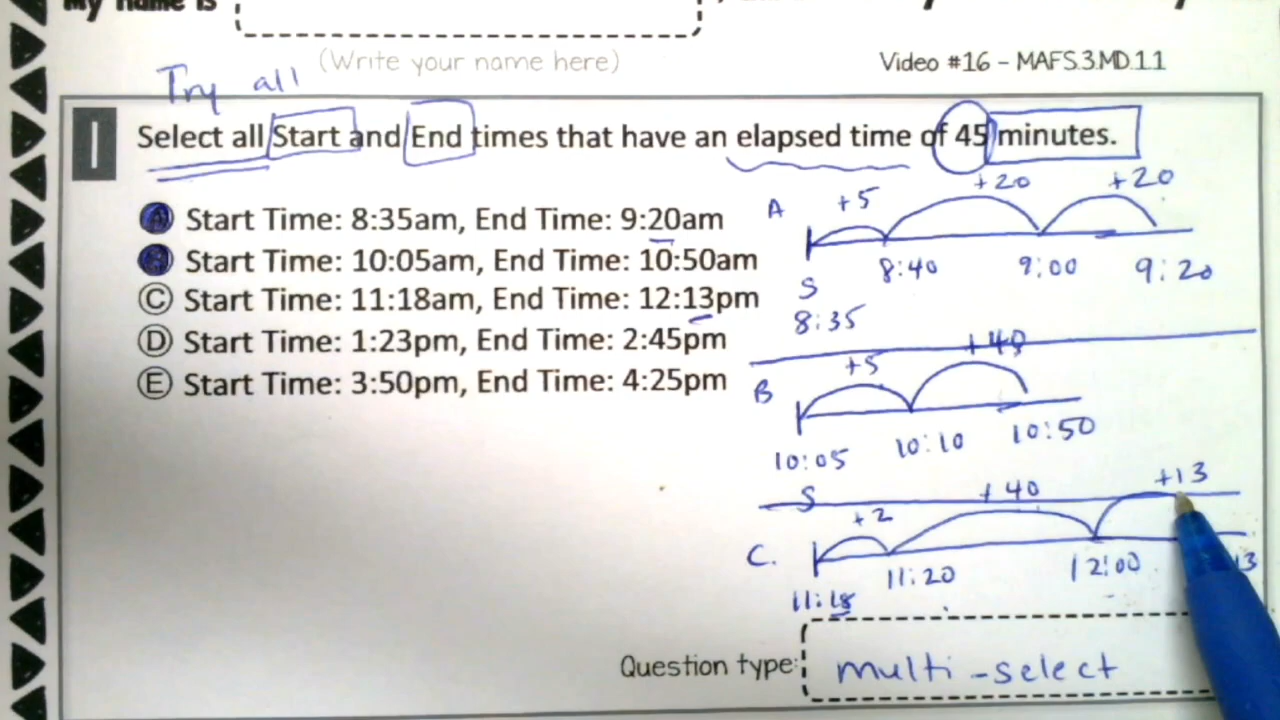 My name is
(Write your name here)
Video #16 - MAFS.3.MD.1.1
Try all
1
Select all Start and End times that have an elapsed time of 45 minutes.
A Start Time: 8:35am, End Time: 9:20am
Start Time: 10:05am, End Time: 10:50am
C Start Time: 11:18am, End Time: 12:13pm
D Start Time: 1:23pm, End Time: 2:45pm
E Start Time: 3:50pm, End Time: 4:25pm
A +5 +20 +20
8:40 9:00 9:20
S
8:35
B +5 +40
10:05 10:10 10:50
S
C. +2 +40 +13
11:18 11:20 12:00 13
Question type: multi-select